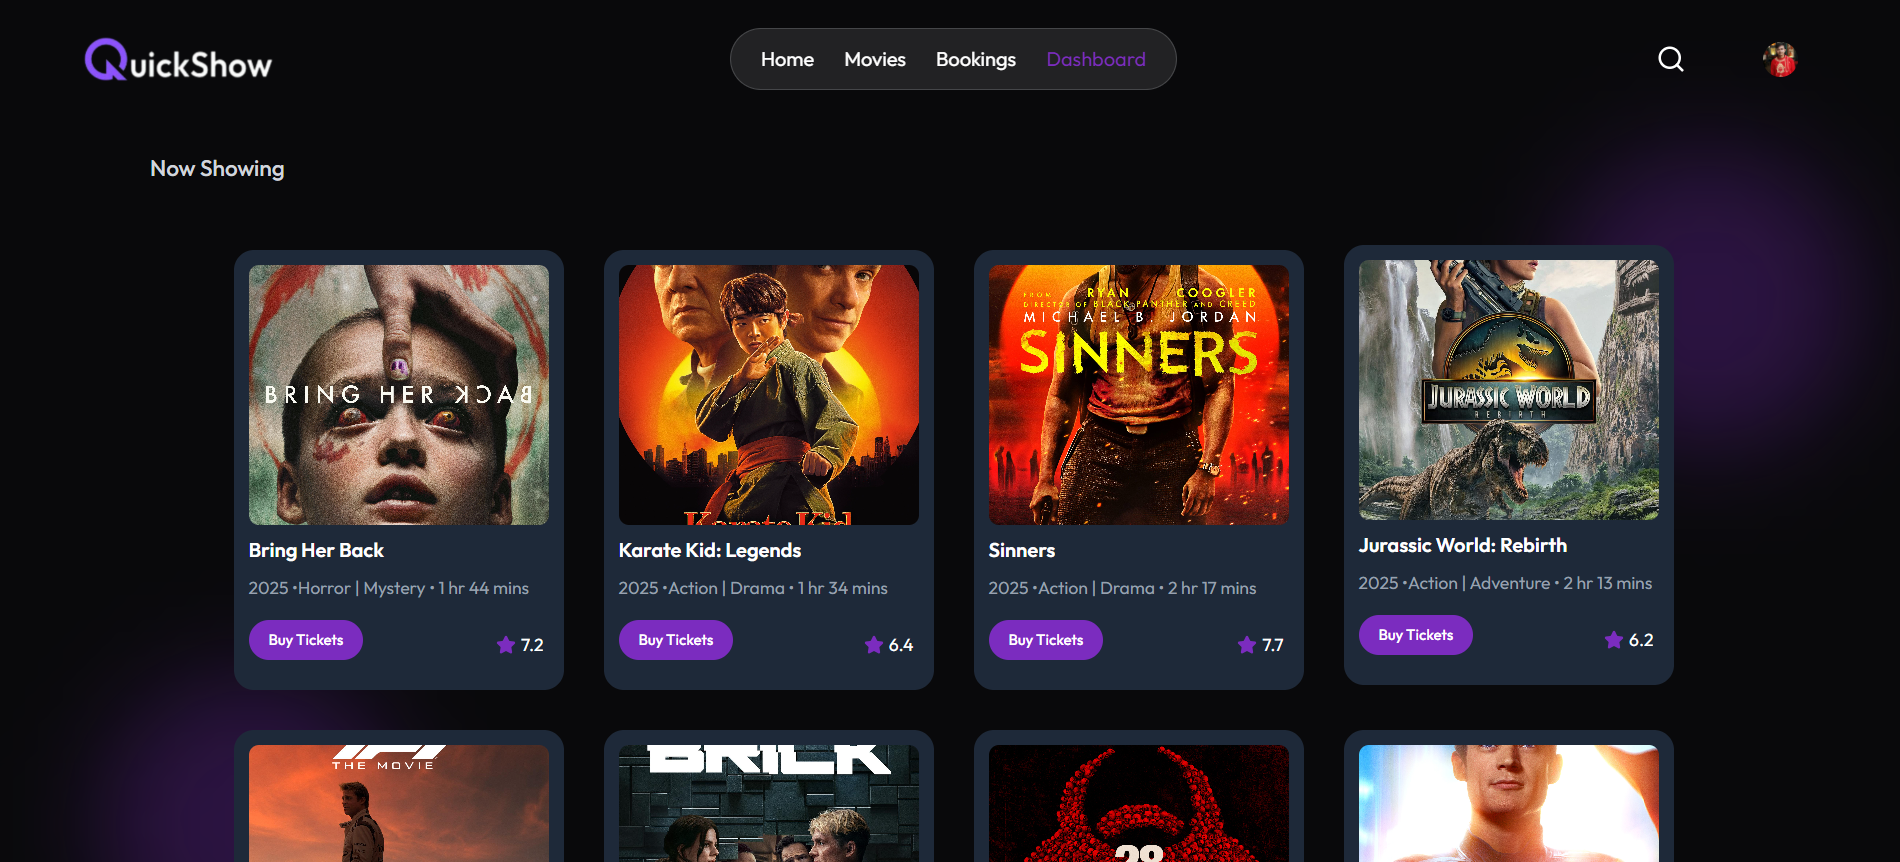 QuickShow
Home Movies Bookings Dashboard
Now Showing
BRING HER BACK
Karate Kid
FROM RYAN COOGLER
DIRECTOR OF BLACK PANTHER AND CREED
MICHAEL B. JORDAN
SINNERS
JURASSIC WORLD
REBIRTH
Bring Her Back
2025 •Horror | Mystery • 1 hr 44 mins
Buy Tickets
7.2
Karate Kid: Legends
2025 •Action | Drama • 1 hr 34 mins
Buy Tickets
6.4
Sinners
2025 •Action | Drama • 2 hr 17 mins
Buy Tickets
7.7
Jurassic World: Rebirth
2025 •Action | Adventure • 2 hr 13 mins
Buy Tickets
6.2
THE MOVIE
BRICK
28